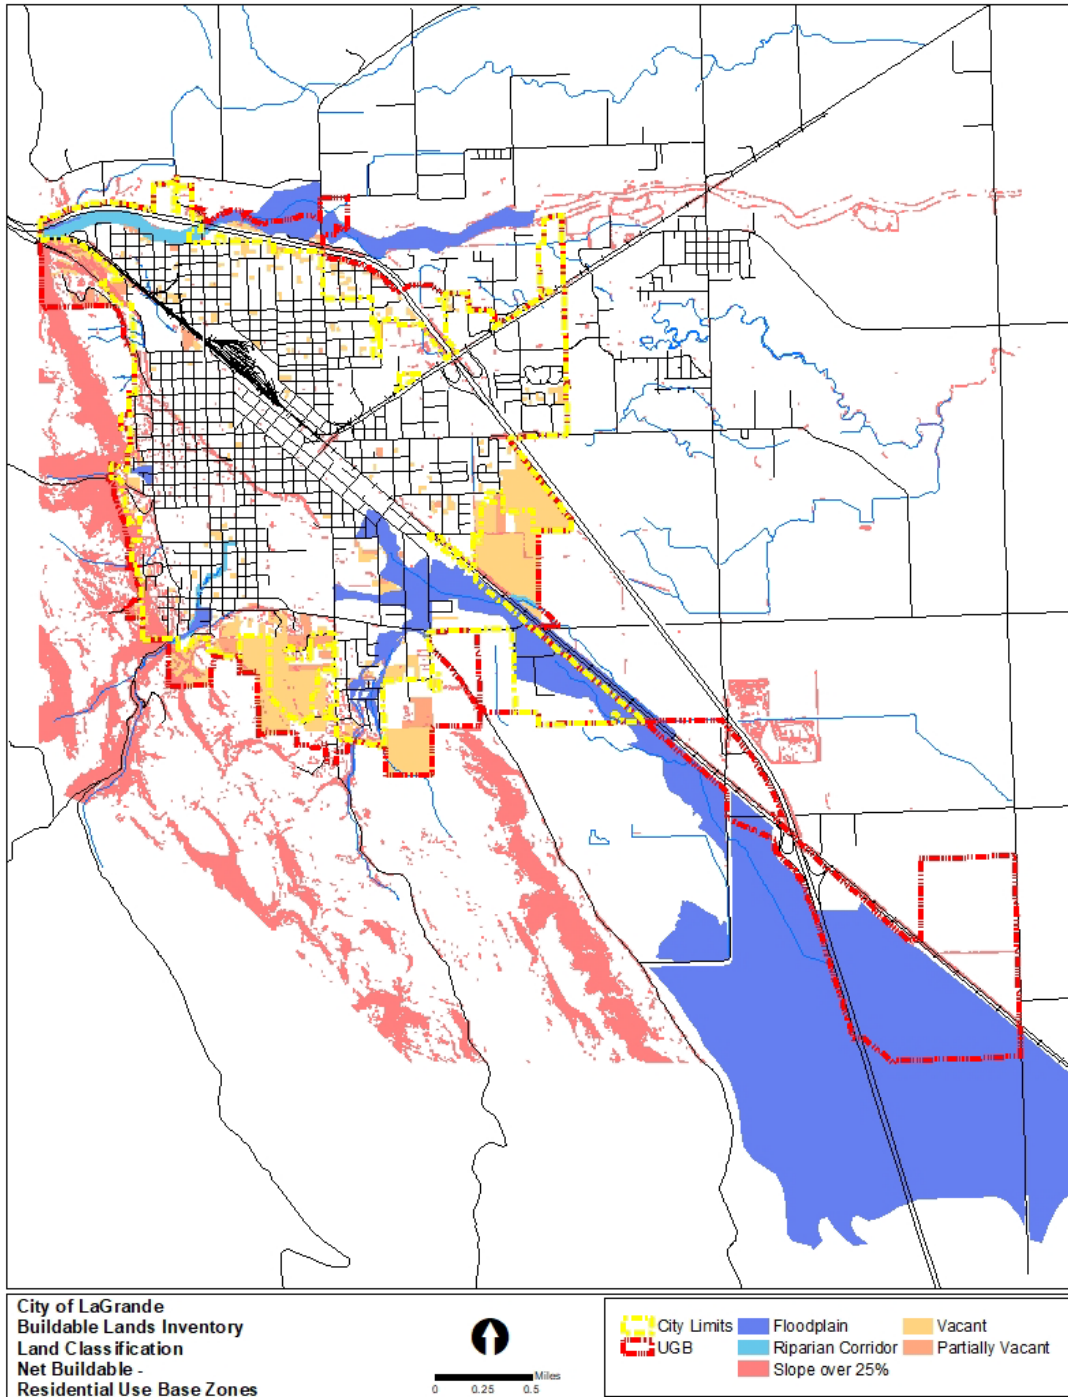 City of LaGrande
Buildable Lands Inventory
Land Classification
Net Buildable -
Residential Use Base Zones
Miles
0 0.25 0.5
City Limits
UGB
Floodplain
Riparian Corridor
Slope over 25%
Vacant
Partially Vacant